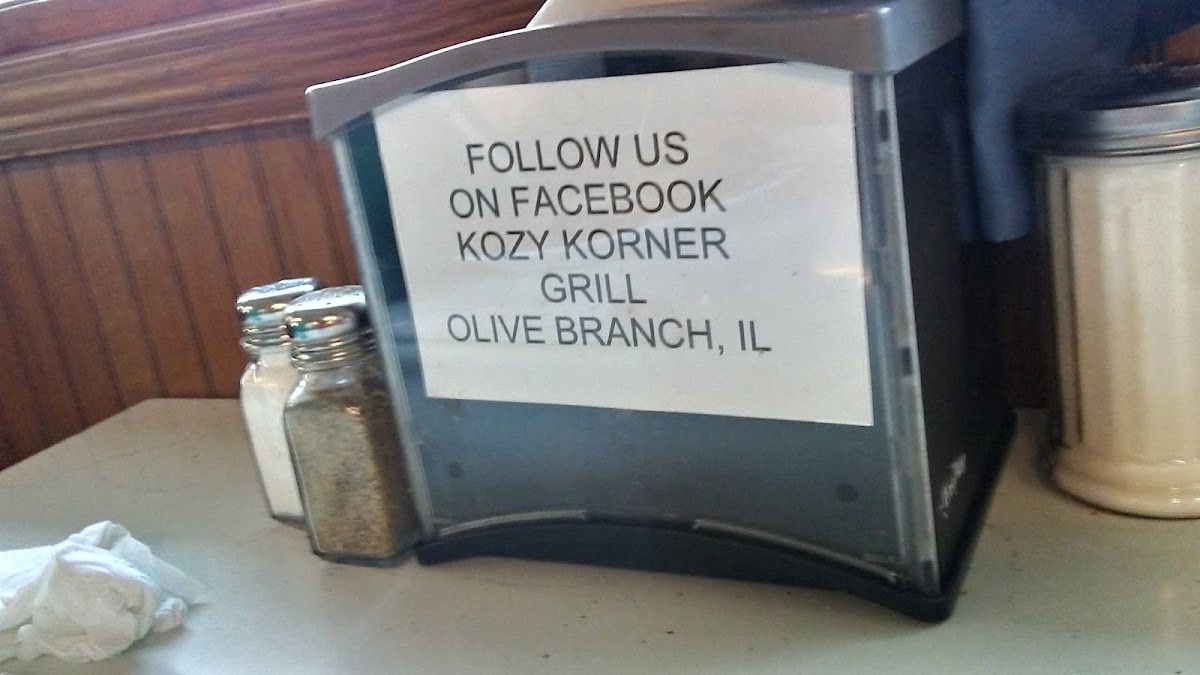 FOLLOW US
ON FACEBOOK
KOZY KORNER
GRILL
OLIVE BRANCH, IL